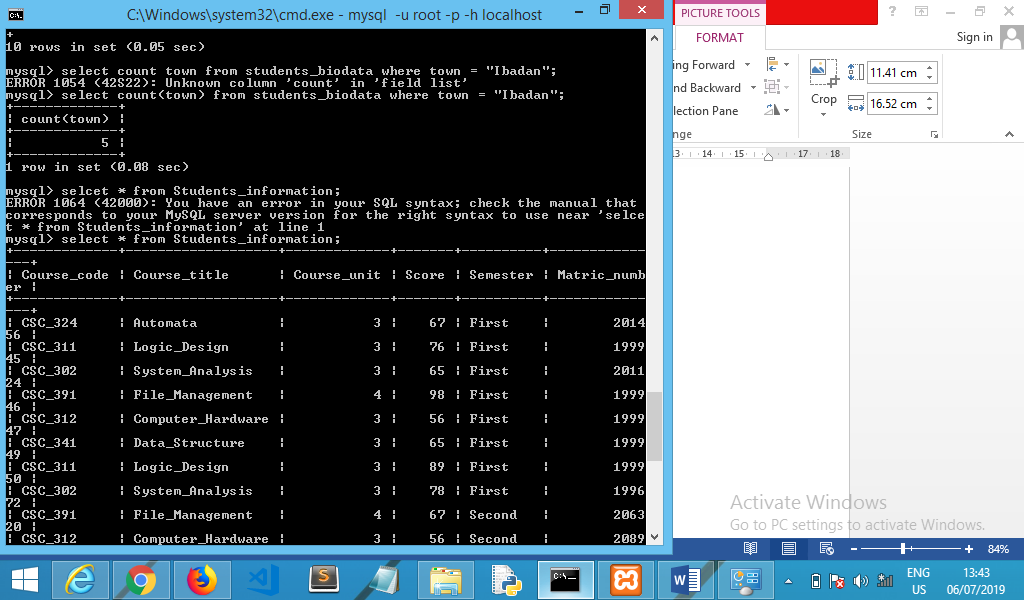 C:\Windows\system32\cmd.exe - mysql -u root -p -h localhost
+
10 rows in set (0.05 sec)
mysql> select count town from students_biodata where town = "Ibadan";
ERROR 1054 (42S22): Unknown column 'count' in 'field list'
mysql> select count(town) from students_biodata where town = "Ibadan";
+-------------+
| count(town) |
+-------------+
|           5 |
+-------------+
1 row in set (0.08 sec)
mysql> selcet * from Students_information;
ERROR 1064 (42000): You have an error in your SQL syntax; check the manual that
corresponds to your MySQL server version for the right syntax to use near 'selce
t * from Students_information' at line 1
mysql> select * from Students_information;
+-------------+-------------------+-------------+-------+----------+------------
---+
| Course_code | Course_title      | Course_unit | Score | Semester | Matric_numb
er |
+-------------+-------------------+-------------+-------+----------+------------
---+
| CSC_324     | Automata          |           3 |    67 | First    |        2014
56 |
| CSC_311     | Logic_Design      |           3 |    76 | First    |        1999
45 |
| CSC_302     | System_Analysis   |           3 |    65 | First    |        2011
24 |
| CSC_391     | File_Management   |           4 |    98 | First    |        1999
46 |
| CSC_312     | Computer_Hardware |           3 |    56 | First    |        1999
47 |
| CSC_341     | Data_Structure    |           3 |    65 | First    |        1999
49 |
| CSC_311     | Logic_Design      |           3 |    89 | First    |        1999
50 |
| CSC_302     | System_Analysis   |           3 |    78 | First    |        1996
72 |
| CSC_391     | File_Management   |           4 |    67 | Second   |        2063
20 |
| CSC_312     | Computer_Hardware |           3 |    56 | Second   |        2089
PICTURE TOOLS
FORMAT
Sign in
ing Forward
nd Backward
lection Pane
nge
Crop
11.41 cm
16.52 cm
Size
13 · 14 · 15 · 17 · 18
Activate Windows
Go to PC settings to activate Windows.
84%
ENG
US
13:43
06/07/2019